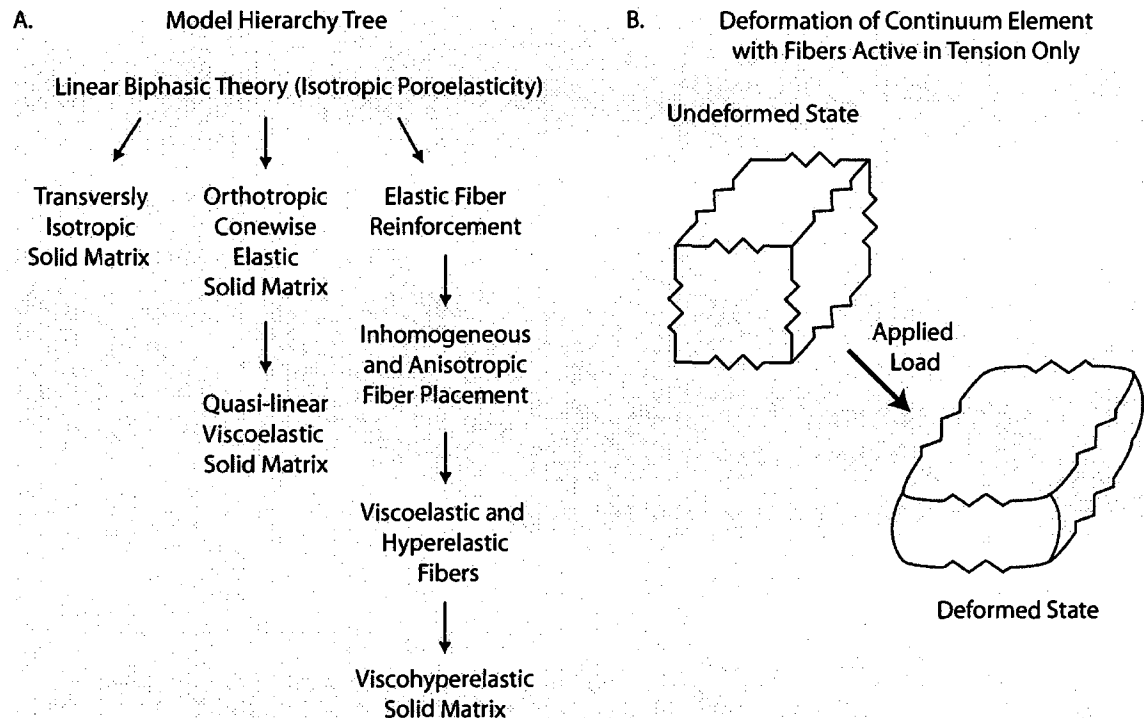 A.
Model Hierarchy Tree
Linear Biphasic Theory (Isotropic Poroelasticity)
Transversly
Isotropic
Solid Matrix
Orthotropic
Conewise
Elastic
Solid Matrix
Quasi-linear
Viscoelastic
Solid Matrix
Elastic Fiber
Reinforcement
Inhomogeneous
and Anisotropic
Fiber Placement
Viscoelastic and
Hyperelastic
Fibers
Viscohyperelastic
Solid Matrix
B.
Deformation of Continuum Element
with Fibers Active in Tension Only
Undeformed State
Applied
Load
Deformed State